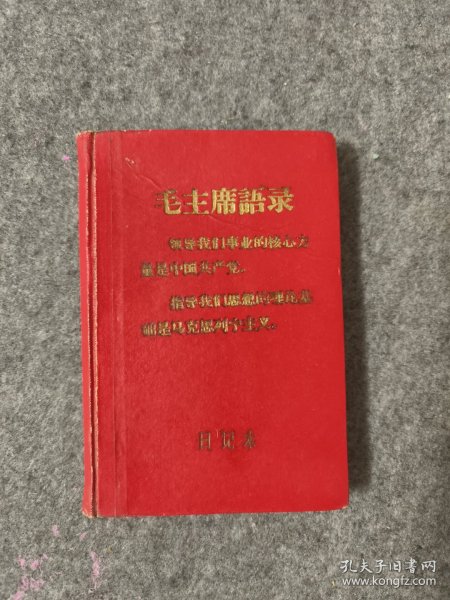 毛主席語录
领导我们事业的核心力
量是中国共产党。
指导我们思想的理论基
础是马克思列宁主义。
日记本
孔夫子旧书网
www.kongfz.com